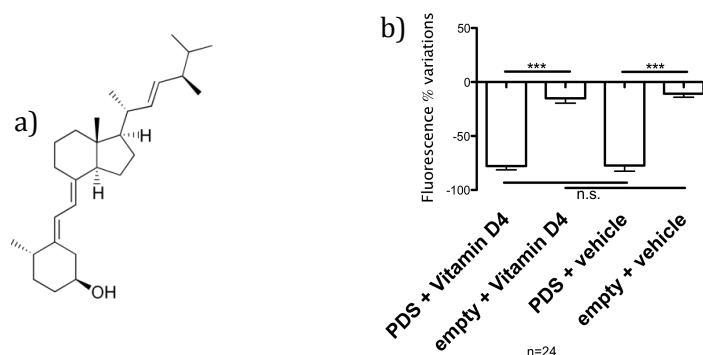 a)
H
H
OH
b)
Fluorescence % variations
50
0
-50
-100
***
***
n.s.
PDS + Vitamin D4
empty + Vitamin D4
PDS + vehicle
empty + vehicle
n=24